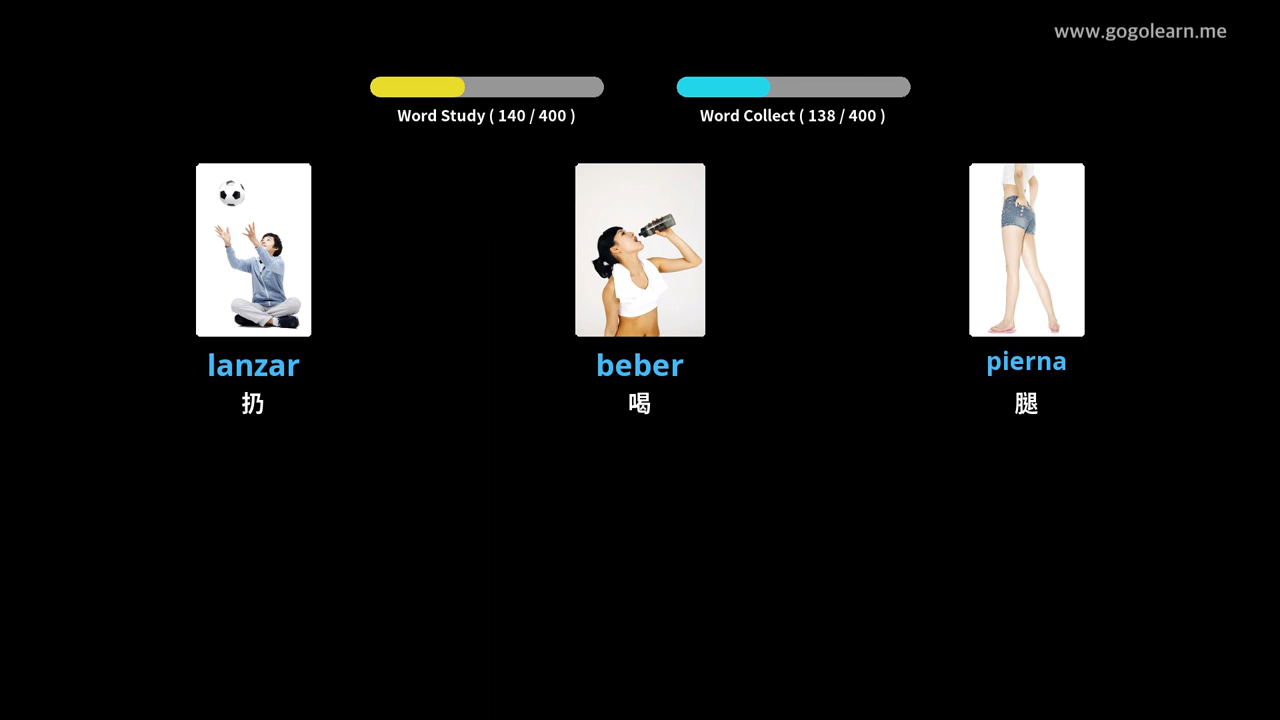 www.gogolearn.me
Word Study ( 140 / 400 )
Word Collect ( 138 / 400 )
lanzar
扔
beber
喝
pierna
腿